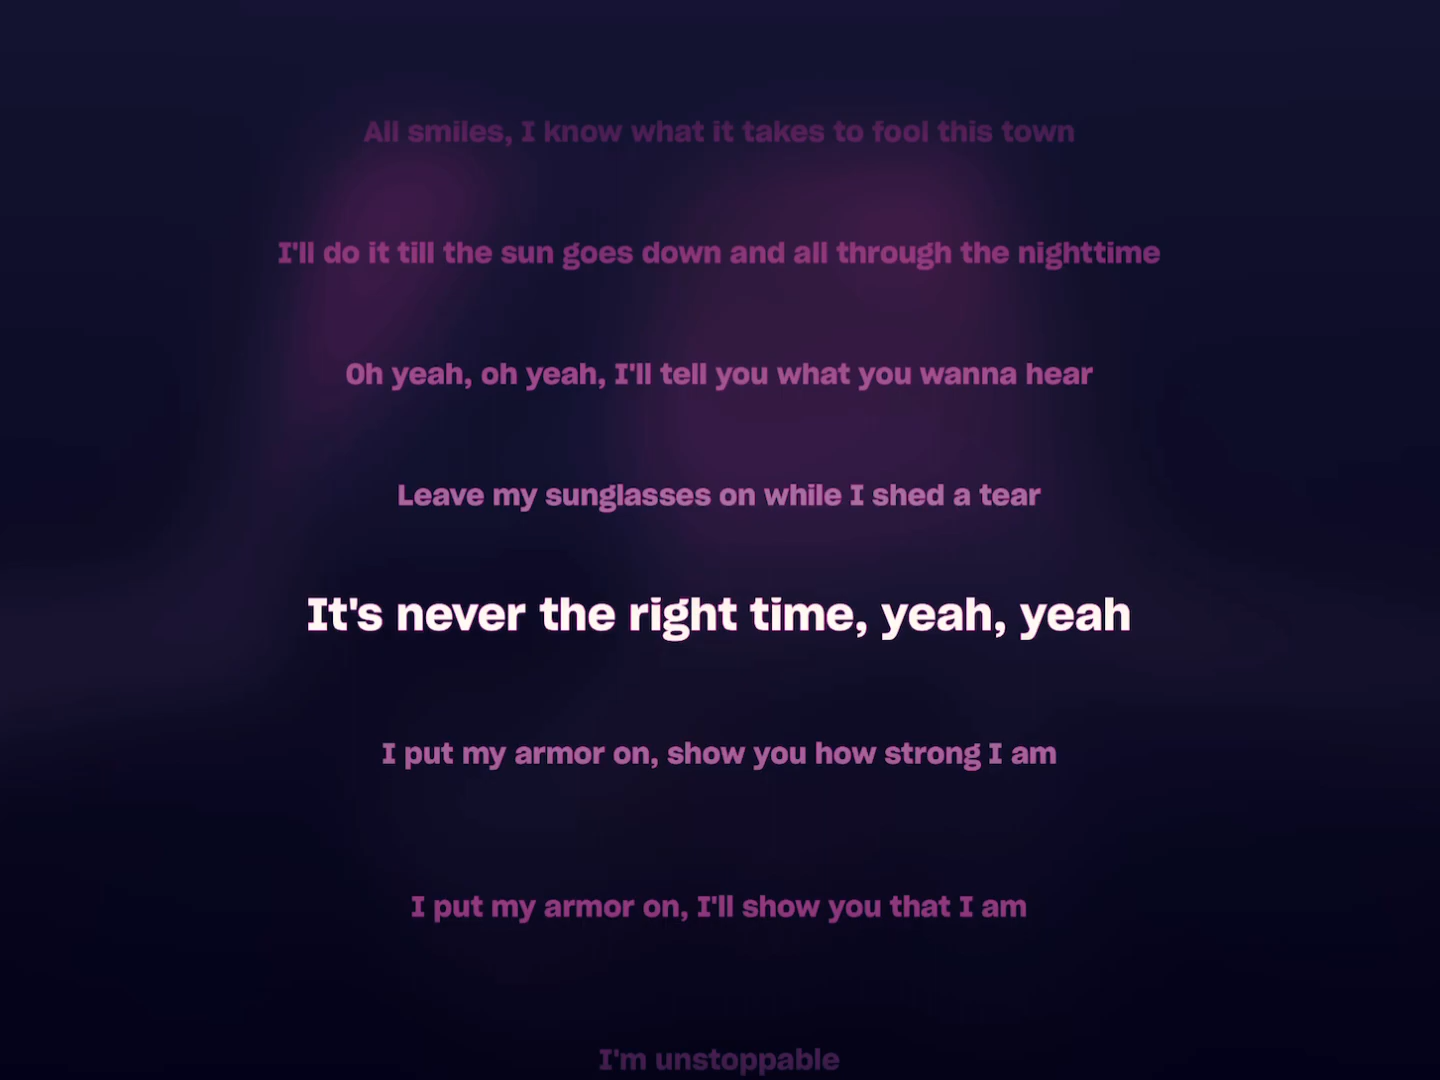 All smiles, I know what it takes to fool this town
I'll do it till the sun goes down and all through the nighttime
Oh yeah, oh yeah, I'll tell you what you wanna hear
Leave my sunglasses on while I shed a tear
It's never the right time, yeah, yeah
I put my armor on, show you how strong I am
I put my armor on, I'll show you that I am
I'm unstoppable